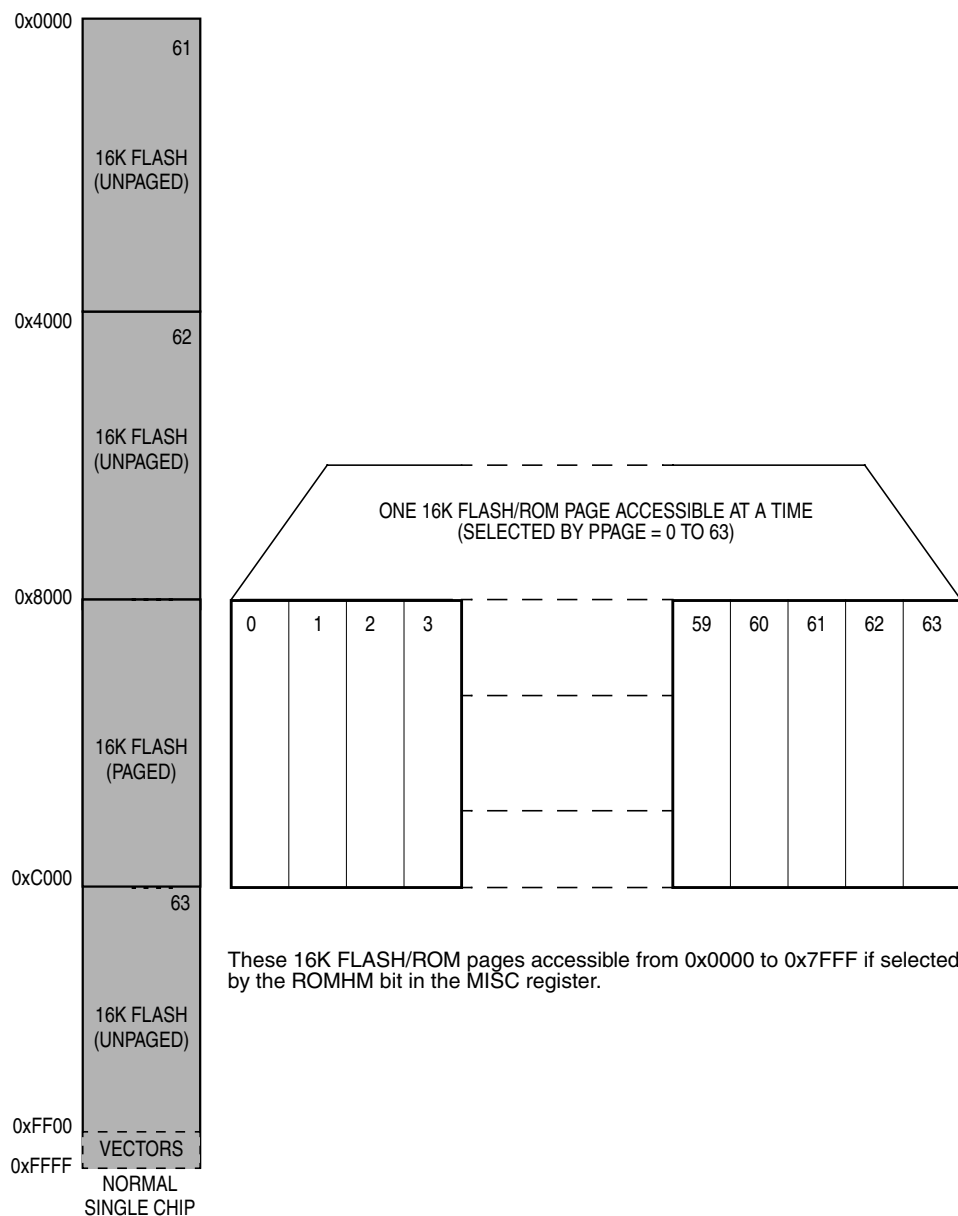 0x0000
61
16K FLASH
(UNPAGED)
0x4000
62
16K FLASH
(UNPAGED)
ONE 16K FLASH/ROM PAGE ACCESSIBLE AT A TIME
(SELECTED BY PPAGE = 0 TO 63)
0x8000
0 1 2 3 59 60 61 62 63
16K FLASH
(PAGED)
0xC000
63
These 16K FLASH/ROM pages accessible from 0x0000 to 0x7FFF if selected
by the ROMHM bit in the MISC register.
16K FLASH
(UNPAGED)
0xFF00
VECTORS
0xFFFF
NORMAL
SINGLE CHIP